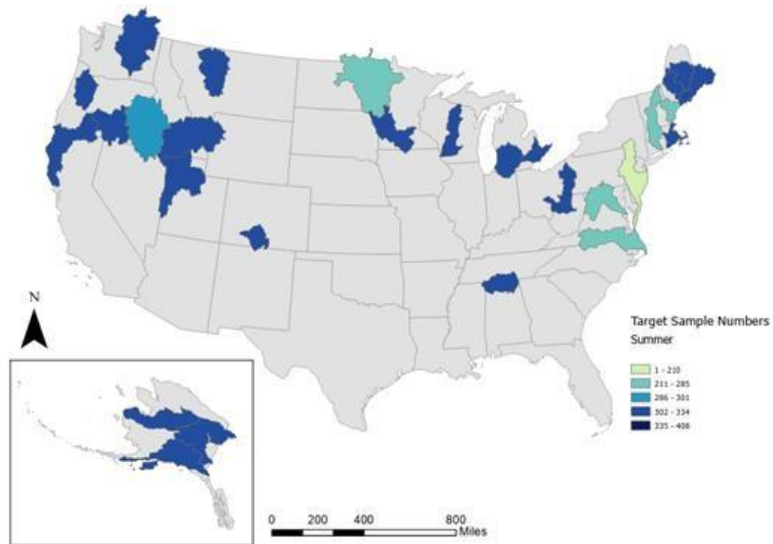 N
Target Sample Numbers
Summer
1 - 210
211 - 285
286 - 301
302 - 334
335 - 408
0 200 400 800
Miles